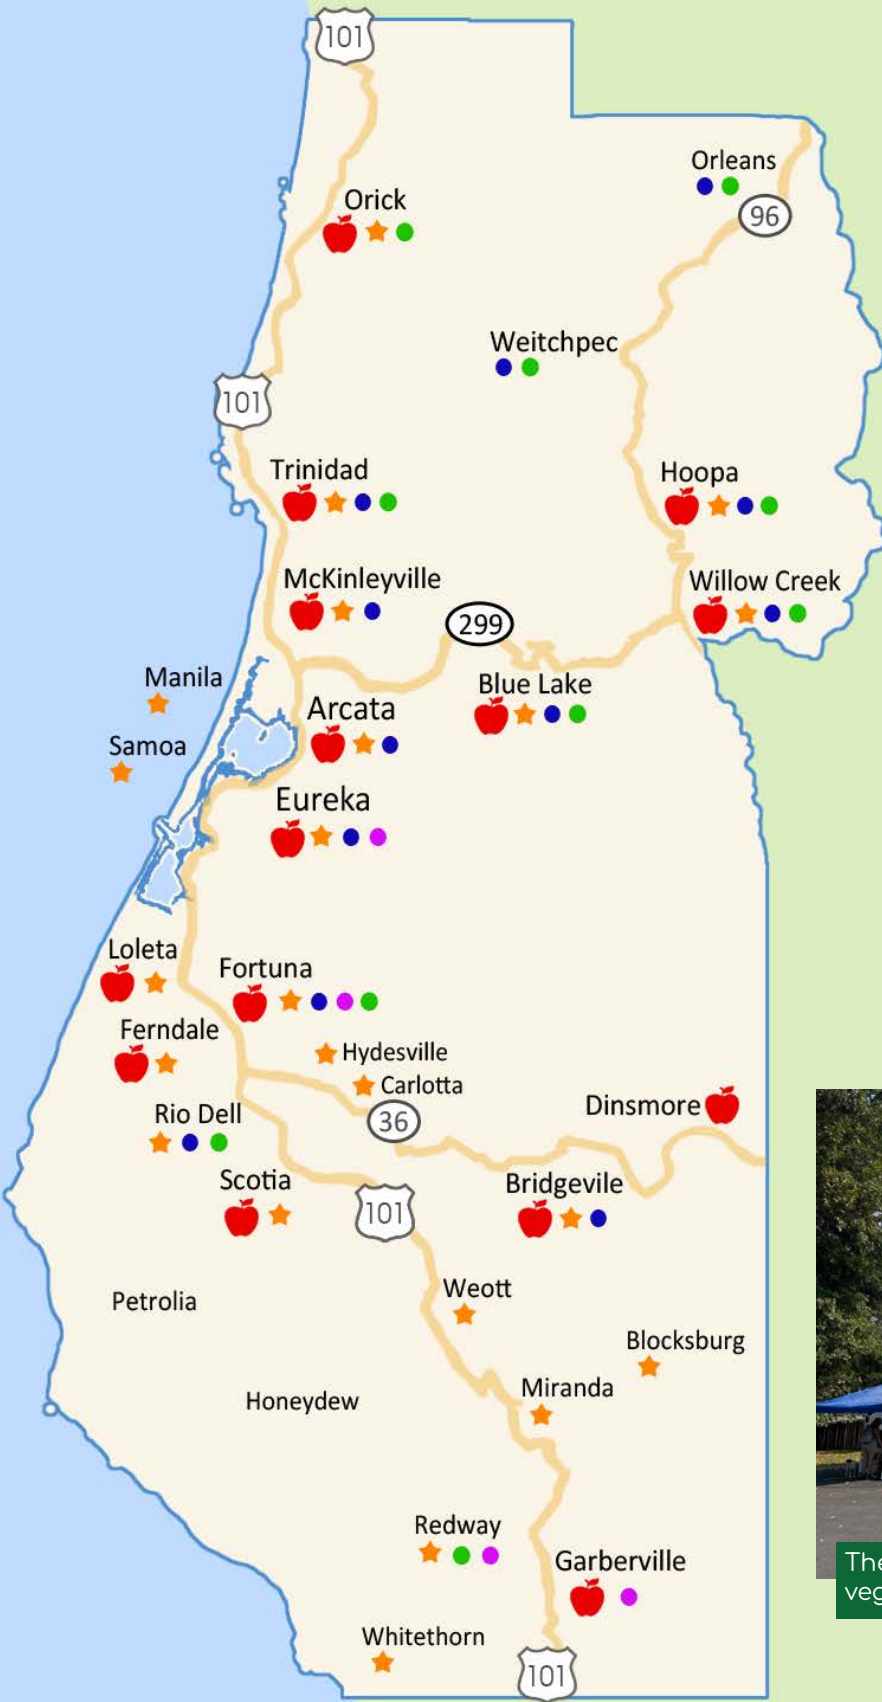 101
Orleans
96
Orick
Weitchpec
101
Trinidad
Hoopa
McKinleyville
Willow Creek
299
Manila
Blue Lake
Arcata
Samoa
Eureka
Loleta
Fortuna
Ferndale
Hydesville
Carlotta
Rio Dell
Dinsmore
36
Scotia
Bridgevile
101
Weott
Petrolia
Blocksburg
Miranda
Honeydew
Redway
Garberville
The
veg
Whitethorn
101